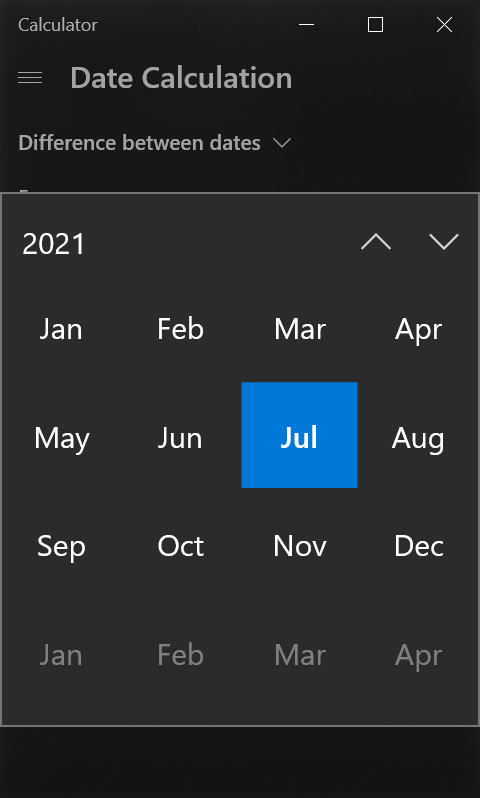 Calculator
Date Calculation
Difference between dates
2021
Jan Feb Mar Apr
May Jun Jul Aug
Sep Oct Nov Dec
Jan Feb Mar Apr